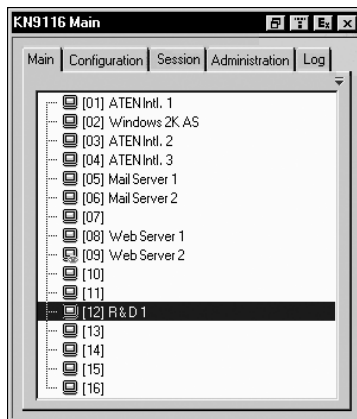 KN9116 Main
Main Configuration Session Administration Log
[01] ATEN Intl. 1
[02] Windows 2K AS
[03] ATEN Intl. 2
[04] ATEN Intl. 3
[05] Mail Server 1
[06] Mail Server 2
[07]
[08] Web Server 1
[09] Web Server 2
[10]
[11]
[12] R & D 1
[13]
[14]
[15]
[16]